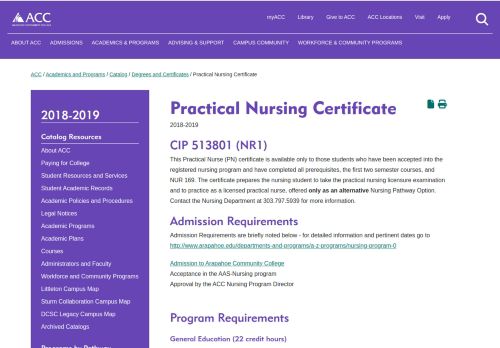 ACC
myACC Library Give to ACC ACC Locations Visit Apply
ABOUT ACC ADMISSIONS ACADEMICS & PROGRAMS ADVISING & SUPPORT CAMPUS COMMUNITY WORKFORCE & COMMUNITY PROGRAMS
ACC / Academics and Programs / Catalog / Degrees and Certificates / Practical Nursing Certificate
2018-2019
Catalog Resources
About ACC
Paying for College
Student Resources and Services
Student Academic Records
Academic Policies and Procedures
Legal Notices
Academic Programs
Academic Plans
Courses
Administrators and Faculty
Workforce and Community Programs
Littleton Campus Map
Sturm Collaboration Campus Map
DCSC Legacy Campus Map
Archived Catalogs
Programs by Pathway
Practical Nursing Certificate
2018-2019
CIP 513801 (NR1)
This Practical Nurse (PN) certificate is available only to those students who have been accepted into the
registered nursing program and have completed all prerequisites, the first two semester courses, and
NUR 169. The certificate prepares the nursing student to take the practical nursing licensure examination
and to practice as a licensed practical nurse, offered only as an alternative Nursing Pathway Option.
Contact the Nursing Department at 303.797.5939 for more information.
Admission Requirements
Admission Requirements are briefly noted below - for detailed information and pertinent dates go to
http://www.arapahoe.edu/departments-and-programs/a-z-programs/nursing-program-0
Admission to Arapahoe Community College
Acceptance in the AAS-Nursing program
Approval by the ACC Nursing Program Director
Program Requirements
General Education (22 credit hours)